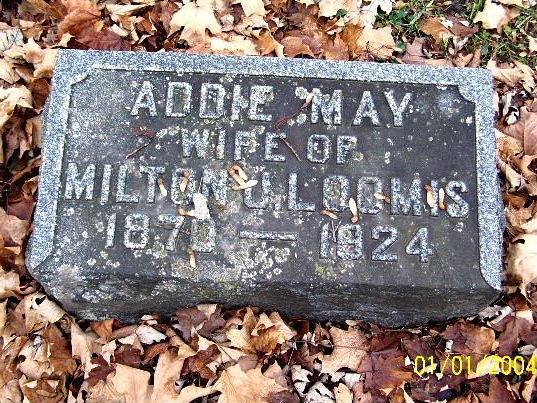 ADDIE MAY
WIFE OF
MILTON J. LOOMIS
1870 — 1924
01/01/2004